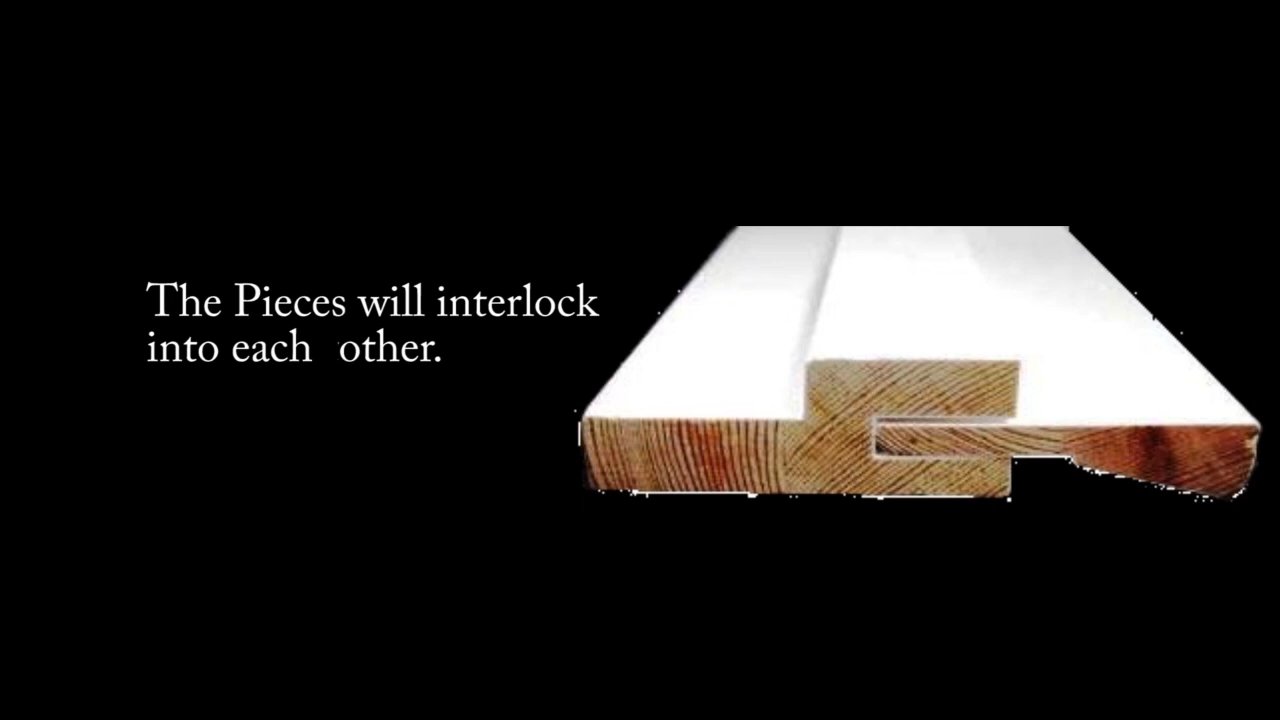 The Pieces will interlock
into each other.